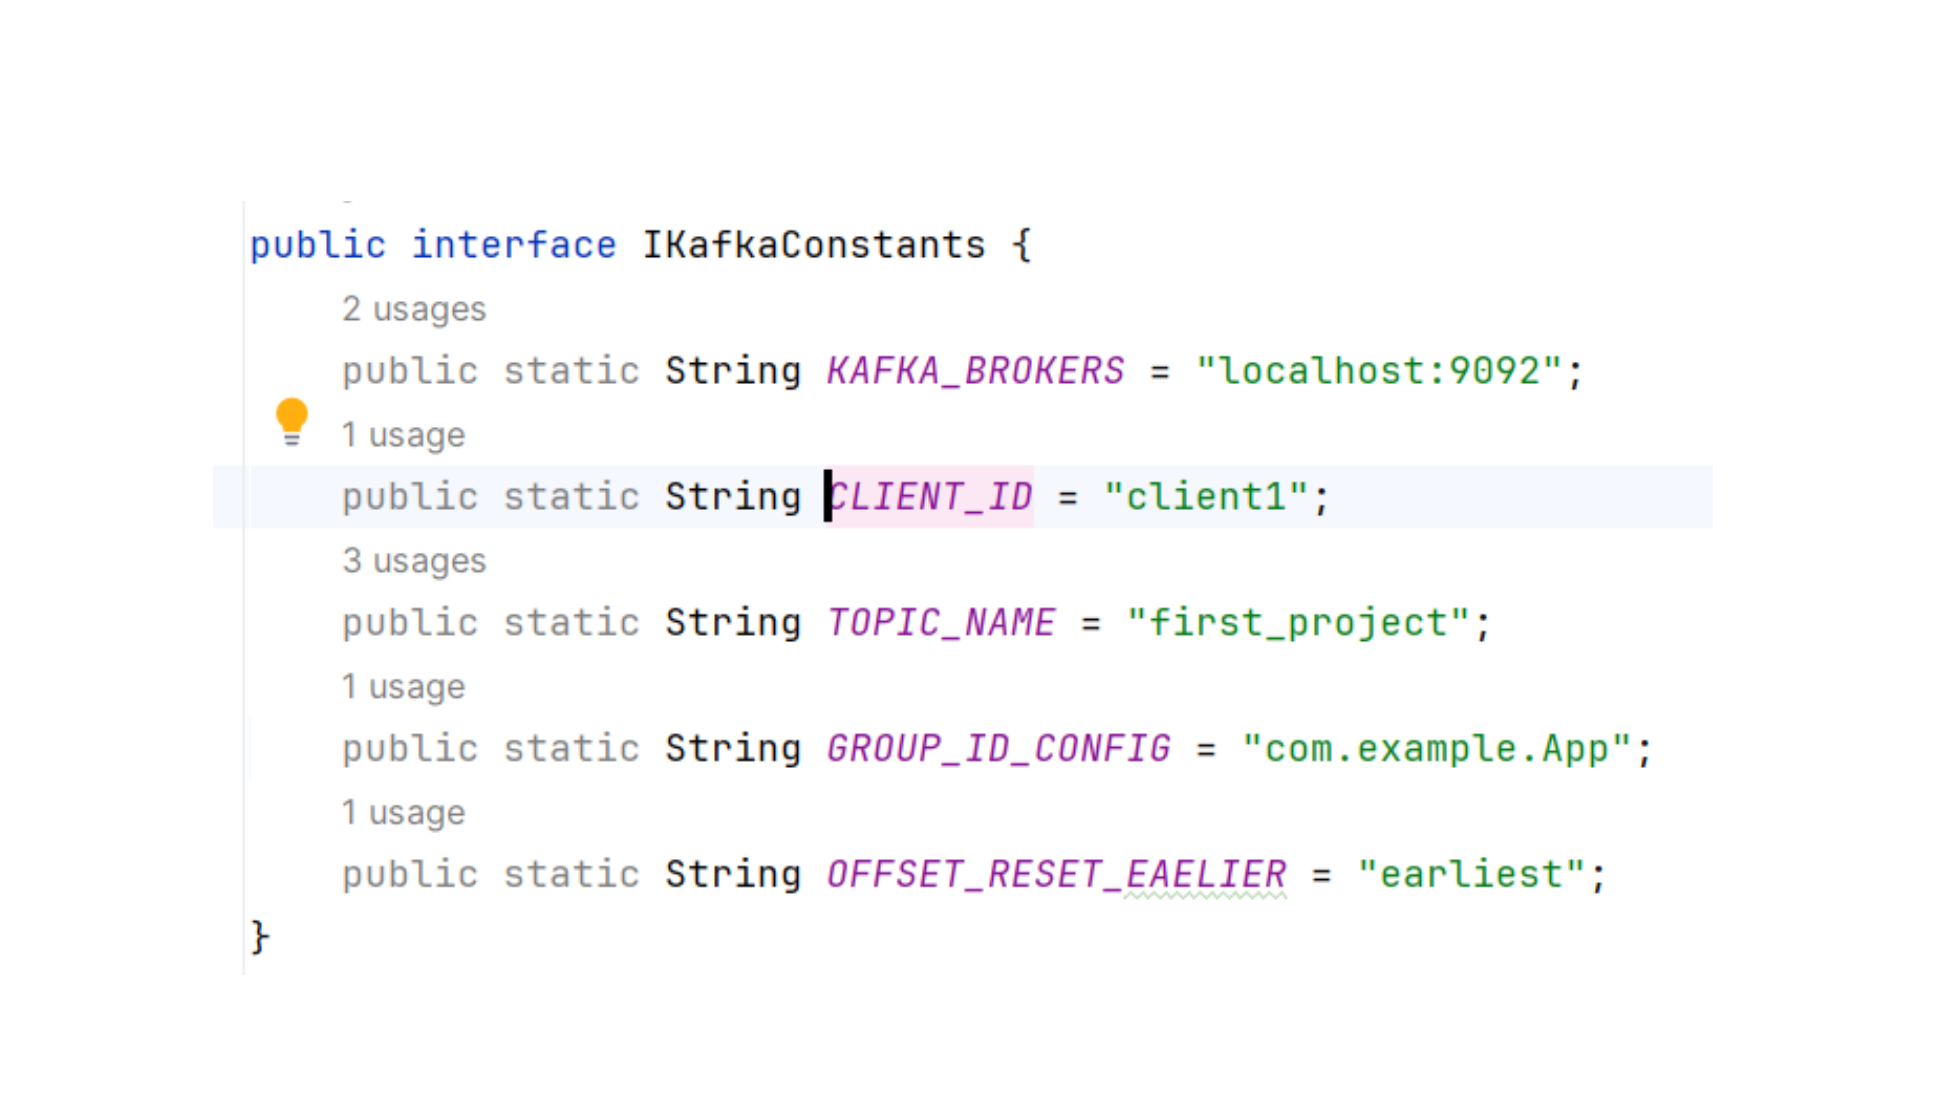 public interface IKafkaConstants {
2 usages
public static String KAFKA_BROKERS = "localhost:9092";
1 usage
public static String CLIENT_ID = "client1";
3 usages
public static String TOPIC_NAME = "first_project";
1 usage
public static String GROUP_ID_CONFIG = "com.example.App";
1 usage
public static String OFFSET_RESET_EAELIER = "earliest";
}